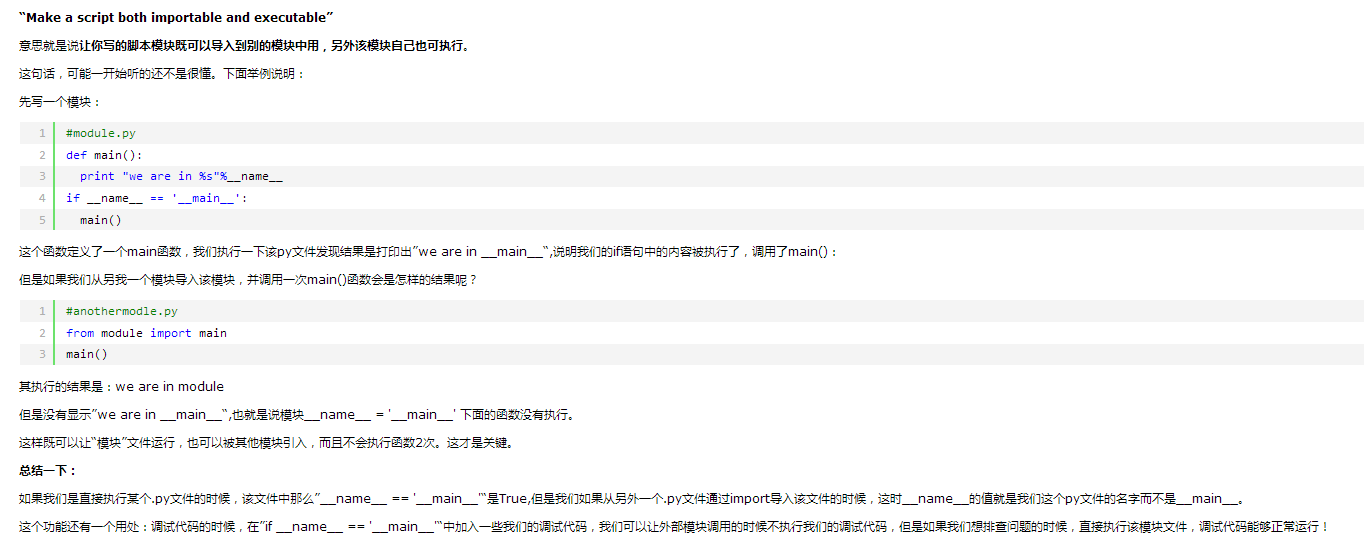 “Make a script both importable and executable”
意思就是说让你写的脚本模块既可以导入到别的模块中用，另外该模块自己也可执行。
这句话，可能一开始听的还不是很懂。下面举例说明：
先写一个模块：
1 #module.py
2 def main():
3 print "we are in %s"%__name__
4 if __name__ == '__main__':
5 main()
这个函数定义了一个main函数，我们执行一下该py文件发现结果是打印出”we are in __main__“,说明我们的if语句中的内容被执行了，调用了main()：
但是如果我们从另我一个模块导入该模块，并调用一次main()函数会是怎样的结果呢？
1 #anothermodle.py
2 from module import main
3 main()
其执行的结果是：we are in module
但是没有显示”we are in __main__“,也就是说模块__name__ = '__main__' 下面的函数没有执行。
这样既可以让“模块”文件运行，也可以被其他模块引入，而且不会执行函数2次。这才是关键。
总结一下：
如果我们是直接执行某个.py文件的时候，该文件中那么”__name__ == '__main__'“是True,但是我们如果从另外一个.py文件通过import导入该文件的时候，这时__name__的值就是我们这个py文件的名字而不是__main__。
这个功能还有一个用处：调试代码的时候，在”if __name__ == '__main__'“中加入一些我们的调试代码，我们可以让外部模块调用的时候不执行我们的调试代码，但是如果我们想排查问题的时候，直接执行该模块文件，调试代码能够正常运行！